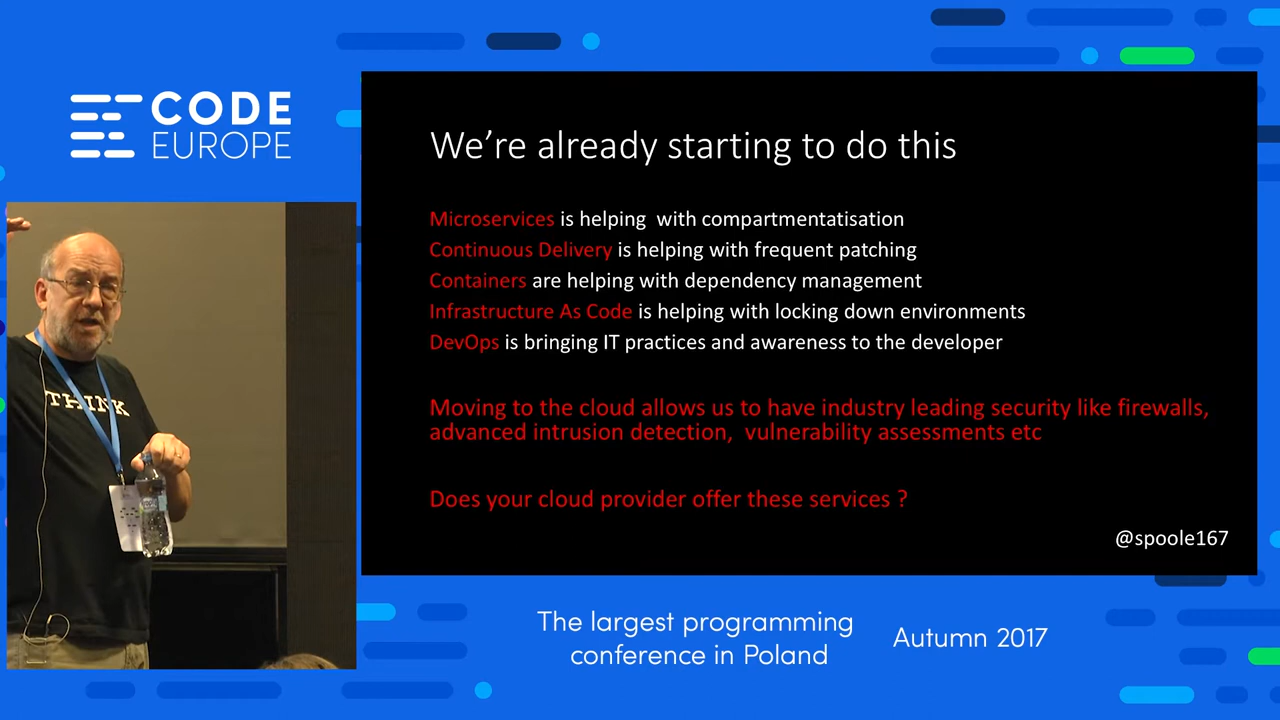 CODE
EUROPE
We're already starting to do this
Microservices is helping  with compartmentatisation
Continuous Delivery is helping with frequent patching
Containers are helping with dependency management
Infrastructure As Code is helping with locking down environments
DevOps is bringing IT practices and awareness to the developer
Moving to the cloud allows us to have industry leading security like firewalls,
advanced intrusion detection,  vulnerability assessments etc
Does your cloud provider offer these services ?
@spoole167
THINK
The largest programming
conference in Poland
Autumn 2017